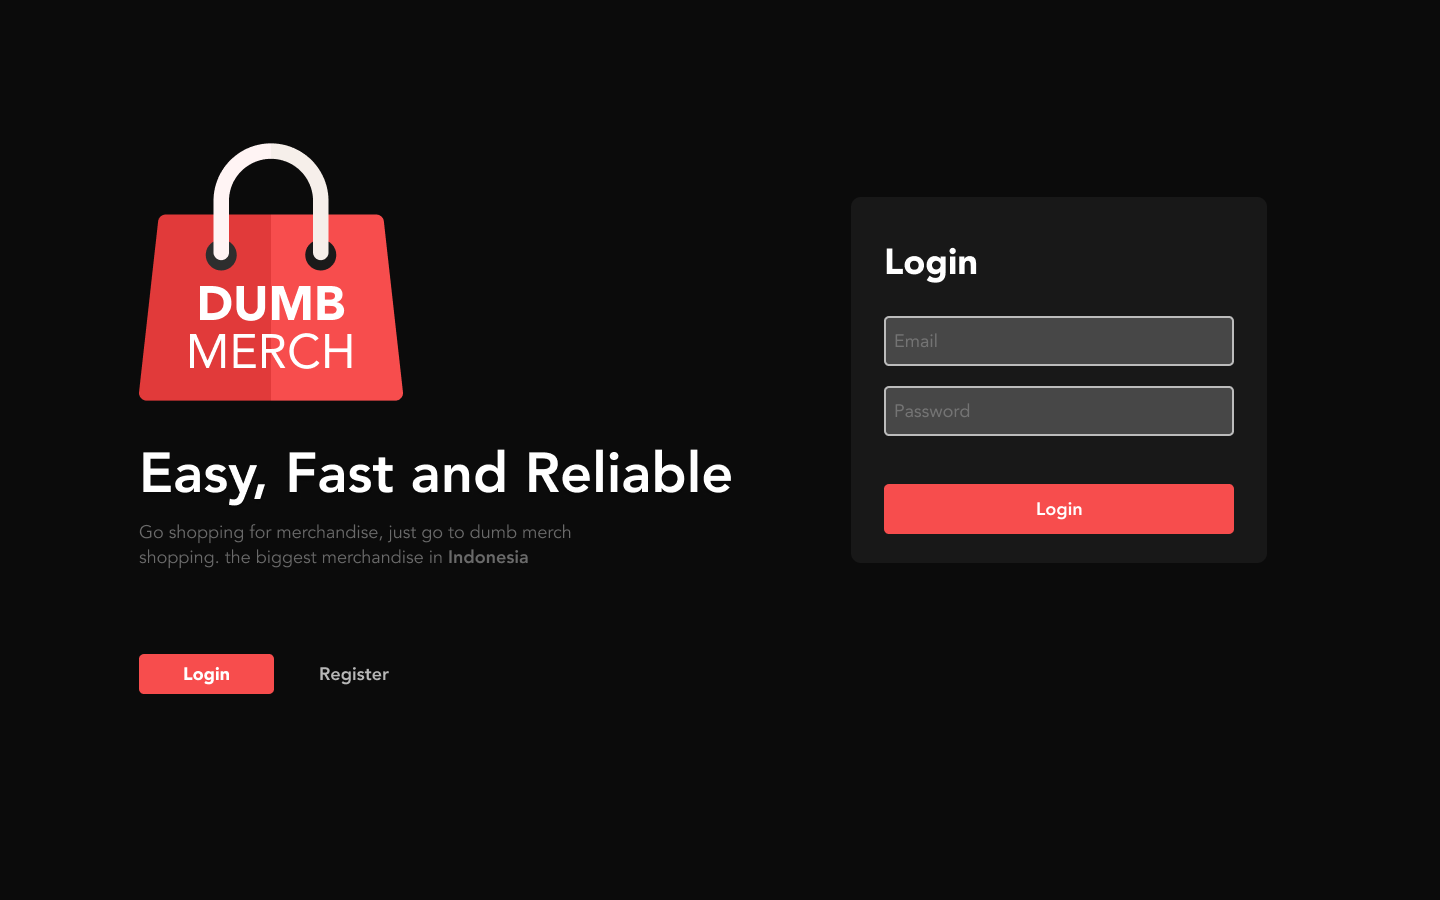 DUMB
MERCH
Easy, Fast and Reliable
Go shopping for merchandise, just go to dumb merch
shopping. the biggest merchandise in Indonesia
Login
Register
Login
Email
Password
Login